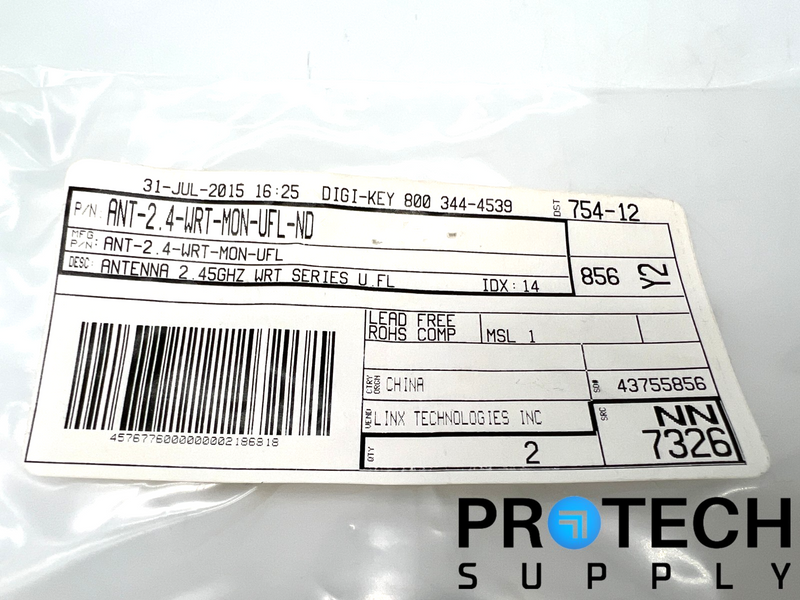 31-JUL-2015 16:25 DIGI-KEY 800 344-4539
DST 754-12
P/N: ANT-2.4-WRT-MON-UFL-ND
MFG P/N: ANT-2.4-WRT-MON-UFL
DESC: ANTENNA 2.45GHZ WRT SERIES U.FL IDX: 14
856 Y2
LEAD FREE
ROHS COMP MSL 1
CTRY ORGN CHINA SO# 43755856
VEND LINX TECHNOLOGIES INC SRC NN
7326
QTY 2
4576776000000002186818
PROTECH
SUPPLY